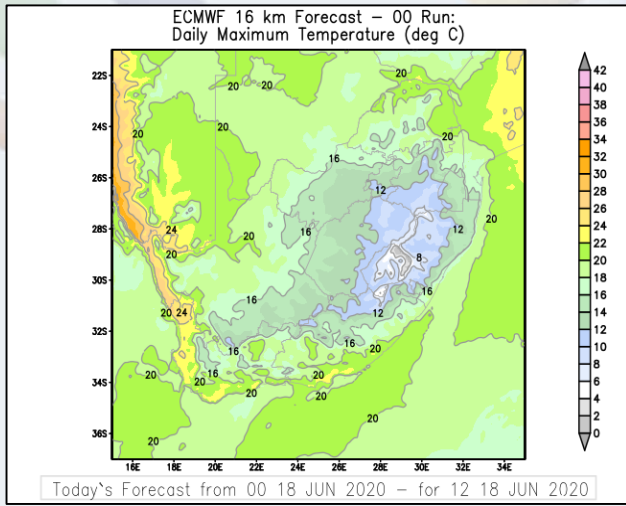 ECMWF 16 km Forecast – 00 Run:
Daily Maximum Temperature (deg C)
22S
24S
26S
28S
30S
32S
34S
36S
16E
18E
20E
22E
24E
26E
28E
30E
32E
34E
42
40
38
36
34
32
30
28
26
24
22
20
18
16
14
12
10
8
6
4
2
0
20
20
20
20
20
20
16
12
20
24
16
12
20
20
8
16
16
20
24
12
16
16
20
16
20
20
20
20
20
20
20
Today's Forecast from 00 18 JUN 2020 – for 12 18 JUN 2020